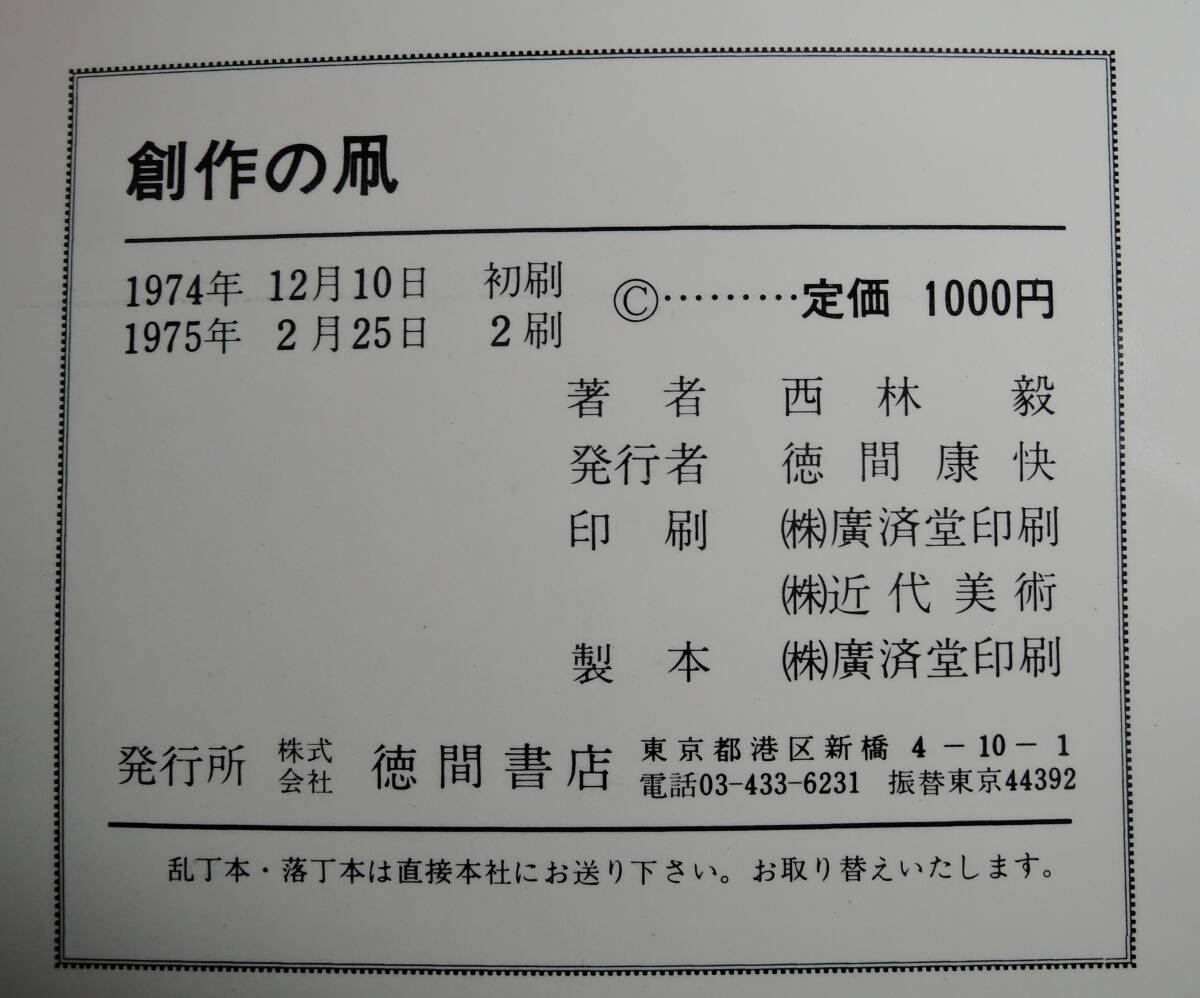 創作の凧
1974年 12月10日 初刷
1975年 2月25日 2刷
Ⓒ………定価 1000円
著者 西林 毅
発行者 徳間康快
印刷 ㈱廣済堂印刷
㈱近代美術
製本 ㈱廣済堂印刷
発行所 株式会社 徳間書店
東京都港区新橋 4-10-1
電話03-433-6231 振替東京44392
乱丁本・落丁本は直接本社にお送り下さい。お取り替えいたします。